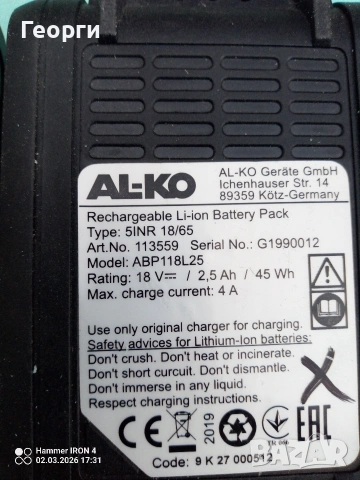 Георги
AL-KO
AL-KO Geräte GmbH
Ichenhauser Str. 14
89359 Kötz-Germany
Rechargeable Li-ion Battery Pack
Type: 5INR 18/65
Art.No. 113559 Serial No.: G1990012
Model: ABP118L25
Rating: 18 V⎓ / 2,5 Ah / 45 Wh
Max. charge current: 4 A
Use only original charger for charging.
Safety advices for Lithium-Ion batteries:
Don't crush. Don't heat or incinerate.
Don't short curcuit. Don't dismantle.
Don't immerse in any liquid.
Respect charging instructions.
CE
2019
EAC
Code: 9 K 27 000512
Hammer IRON 4
02.03.2026 17:31
bazar